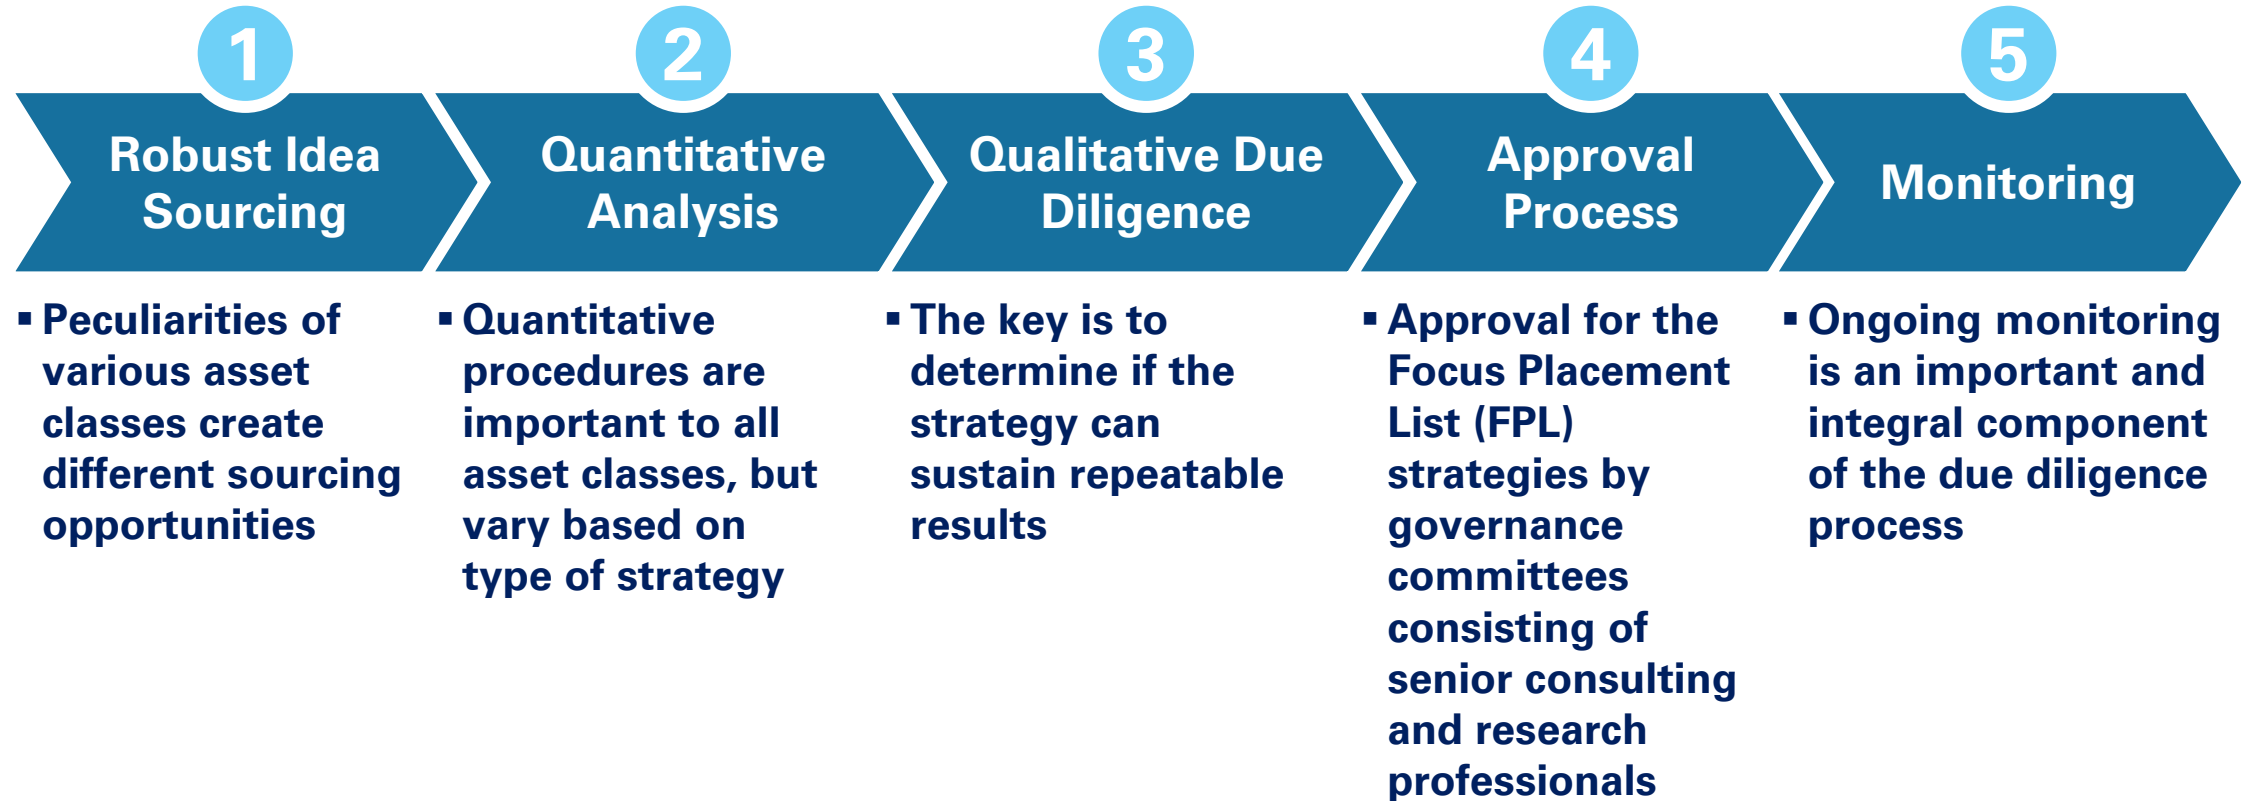 1
Robust Idea
Sourcing
▪ Peculiarities of
various asset
classes create
different sourcing
opportunities
2
Quantitative
Analysis
▪ Quantitative
procedures are
important to all
asset classes, but
vary based on
type of strategy
3
Qualitative Due
Diligence
▪ The key is to
determine if the
strategy can
sustain repeatable
results
4
Approval
Process
▪ Approval for the
Focus Placement
List (FPL)
strategies by
governance
committees
consisting of
senior consulting
and research
professionals
5
Monitoring
▪ Ongoing monitoring
is an important and
integral component
of the due diligence
process